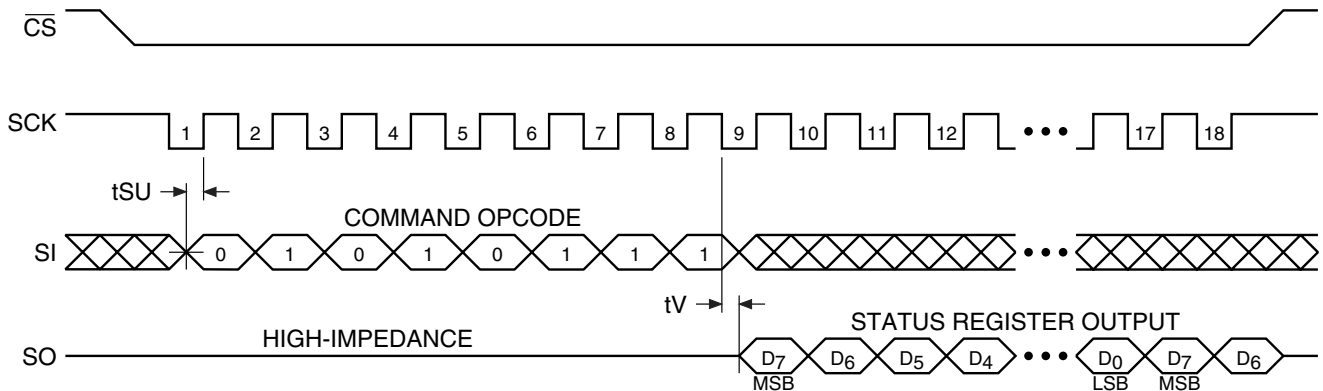 CS
SCK 1 2 3 4 5 6 7 8 9 10 11 12 17 18
tSU
COMMAND OPCODE
SI 0 1 0 1 0 1 1 1
tV
HIGH-IMPEDANCE STATUS REGISTER OUTPUT
SO D7 D6 D5 D4 D0 D7 D6
MSB LSB MSB